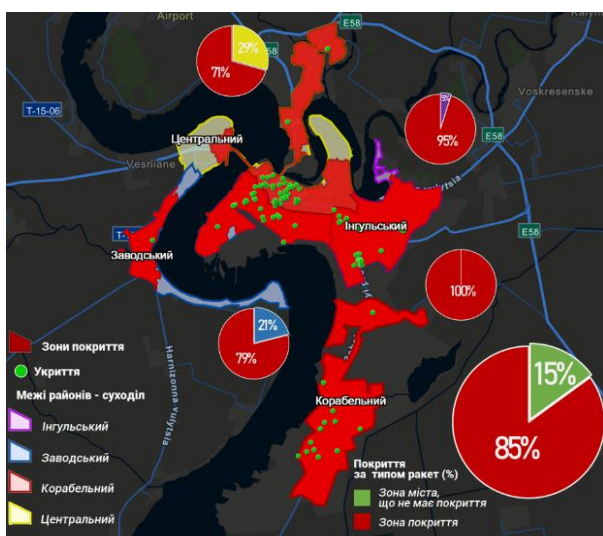 Airport
E58
T-15-06
29%
71%
5%
95%
Voskresenske
E58
Центральний
Vesniane
Інгульський
E58
Заводський
100%
Зони покриття
Укриття
Межі районів - суходіл
Інгульський
Заводський
Корабельний
Центральний
Harnizonna vulytsia
21%
79%
Корабельний
15%
85%
Покриття
за типом ракет (%)
Зона міста,
що не має покриття
Зона покриття